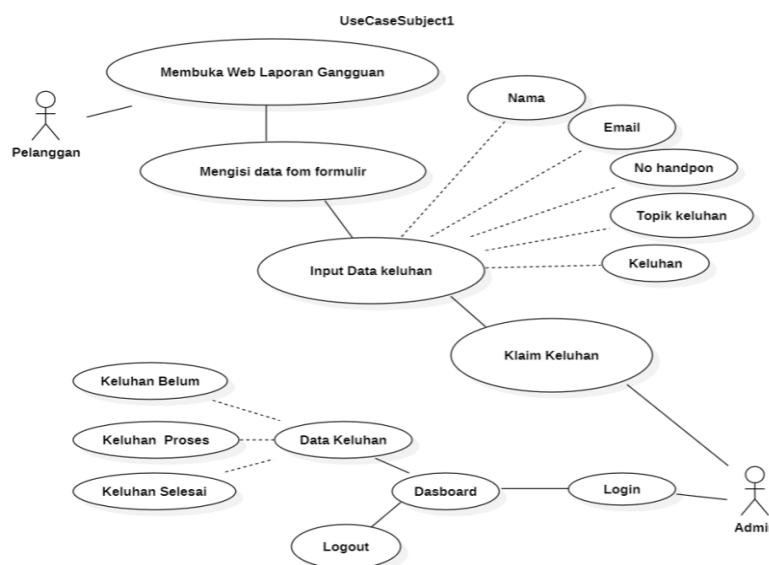 UseCaseSubject1
Membuka Web Laporan Gangguan
Nama
Email
Pelanggan
No handpon
Mengisi data fom formulir
Topik keluhan
Keluhan
Input Data keluhan
Klaim Keluhan
Keluhan Belum
Keluhan Proses
Data Keluhan
Keluhan Selesai
Dasboard
Login
Admin
Logout